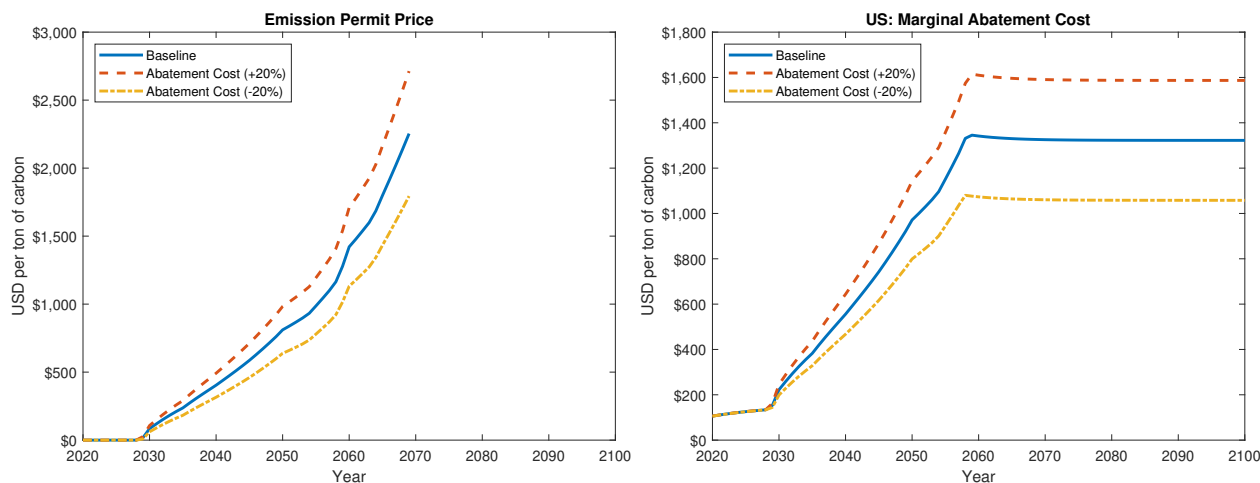 Emission Permit Price
$3,000
$2,500
$2,000
$1,500
$1,000
$500
$0
USD per ton of carbon
Baseline
Abatement Cost (+20%)
Abatement Cost (-20%)
2020 2030 2040 2050 2060 2070 2080 2090 2100
Year
US: Marginal Abatement Cost
$1,800
$1,600
$1,400
$1,200
$1,000
$800
$600
$400
$200
$0
USD per ton of carbon
Baseline
Abatement Cost (+20%)
Abatement Cost (-20%)
2020 2030 2040 2050 2060 2070 2080 2090 2100
Year